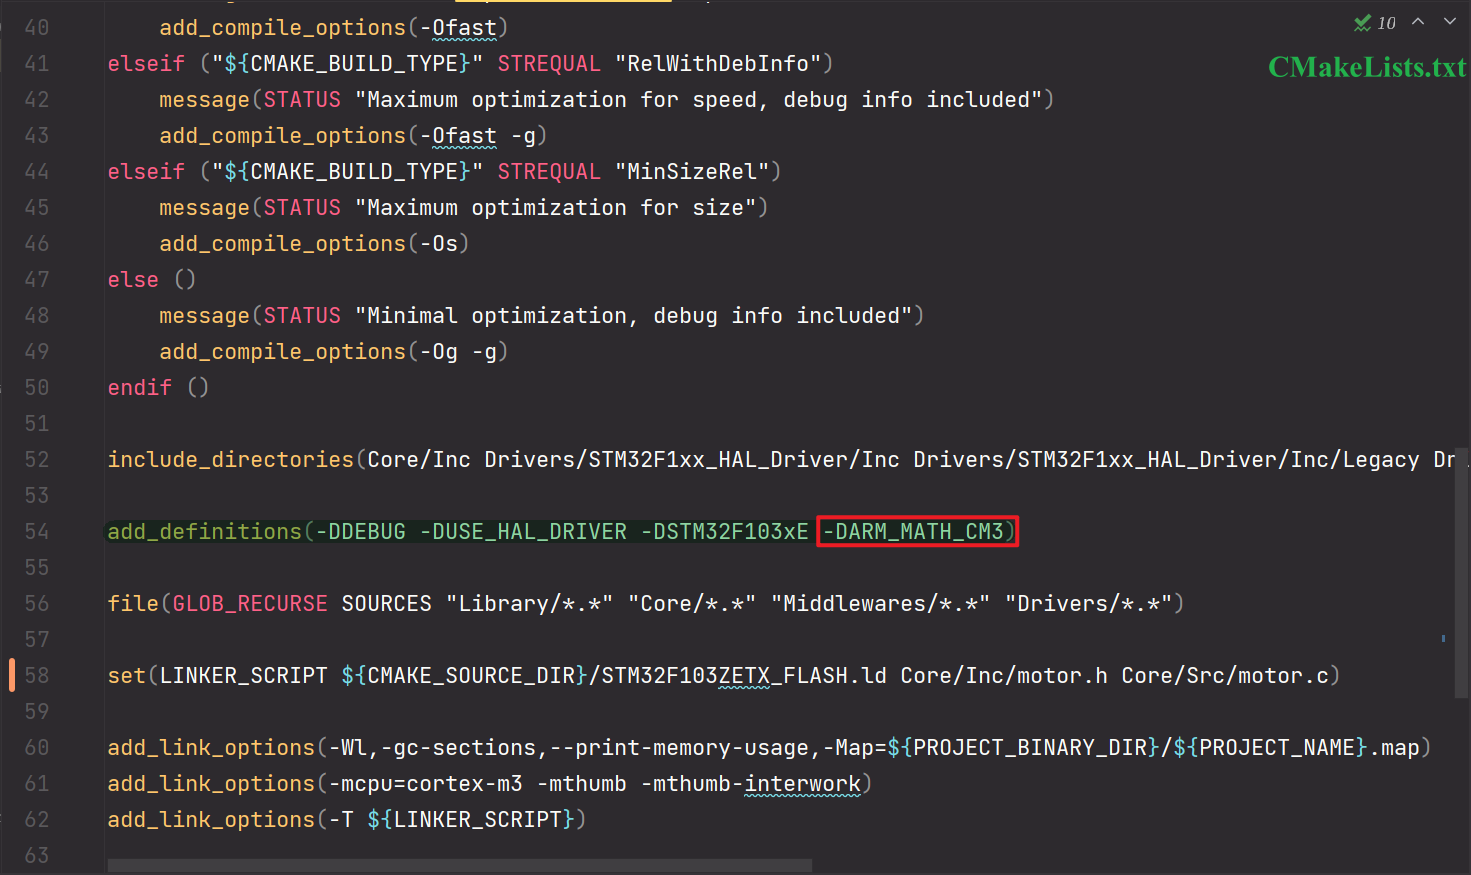 10
CMakeLists.txt
40 add_compile_options(-Ofast)
41 elseif ("${CMAKE_BUILD_TYPE}" STREQUAL "RelWithDebInfo")
42 message(STATUS "Maximum optimization for speed, debug info included")
43 add_compile_options(-Ofast -g)
44 elseif ("${CMAKE_BUILD_TYPE}" STREQUAL "MinSizeRel")
45 message(STATUS "Maximum optimization for size")
46 add_compile_options(-Os)
47 else ()
48 message(STATUS "Minimal optimization, debug info included")
49 add_compile_options(-Og -g)
50 endif ()
51
52 include_directories(Core/Inc Drivers/STM32F1xx_HAL_Driver/Inc Drivers/STM32F1xx_HAL_Driver/Inc/Legacy
53
54 add_definitions(-DDEBUG -DUSE_HAL_DRIVER -DSTM32F103xE -DARM_MATH_CM3)
55
56 file(GLOB_RECURSE SOURCES "Library/*.*" "Core/*.*" "Middlewares/*.*" "Drivers/*.*")
57
58 set(LINKER_SCRIPT ${CMAKE_SOURCE_DIR}/STM32F103ZETX_FLASH.ld Core/Inc/motor.h Core/Src/motor.c)
59
60 add_link_options(-Wl,-gc-sections,--print-memory-usage,-Map=${PROJECT_BINARY_DIR}/${PROJECT_NAME}.map)
61 add_link_options(-mcpu=cortex-m3 -mthumb -mthumb-interwork)
62 add_link_options(-T ${LINKER_SCRIPT})
63